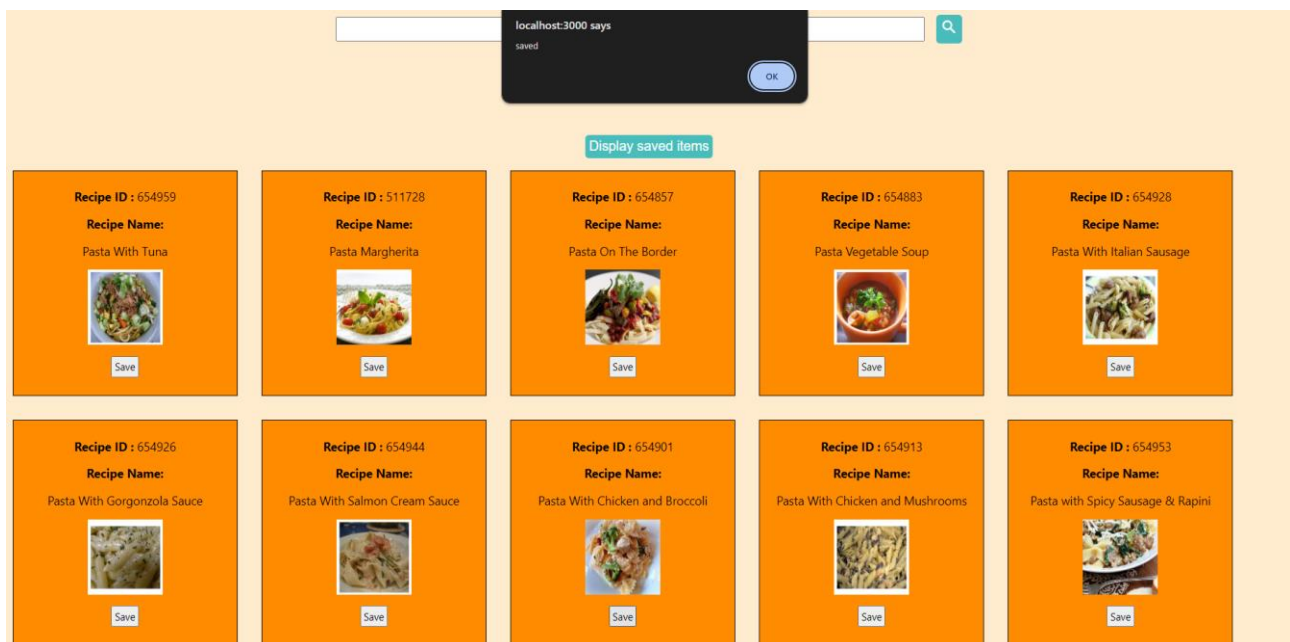 localhost:3000 says
saved
OK
Display saved items
Recipe ID : 654959
Recipe Name:
Pasta With Tuna
Save
Recipe ID : 511728
Recipe Name:
Pasta Margherita
Save
Recipe ID : 654857
Recipe Name:
Pasta On The Border
Save
Recipe ID : 654883
Recipe Name:
Pasta Vegetable Soup
Save
Recipe ID : 654928
Recipe Name:
Pasta With Italian Sausage
Save
Recipe ID : 654926
Recipe Name:
Pasta With Gorgonzola Sauce
Save
Recipe ID : 654944
Recipe Name:
Pasta With Salmon Cream Sauce
Save
Recipe ID : 654901
Recipe Name:
Pasta With Chicken and Broccoli
Save
Recipe ID : 654913
Recipe Name:
Pasta With Chicken and Mushrooms
Save
Recipe ID : 654953
Recipe Name:
Pasta with Spicy Sausage & Rapini
Save